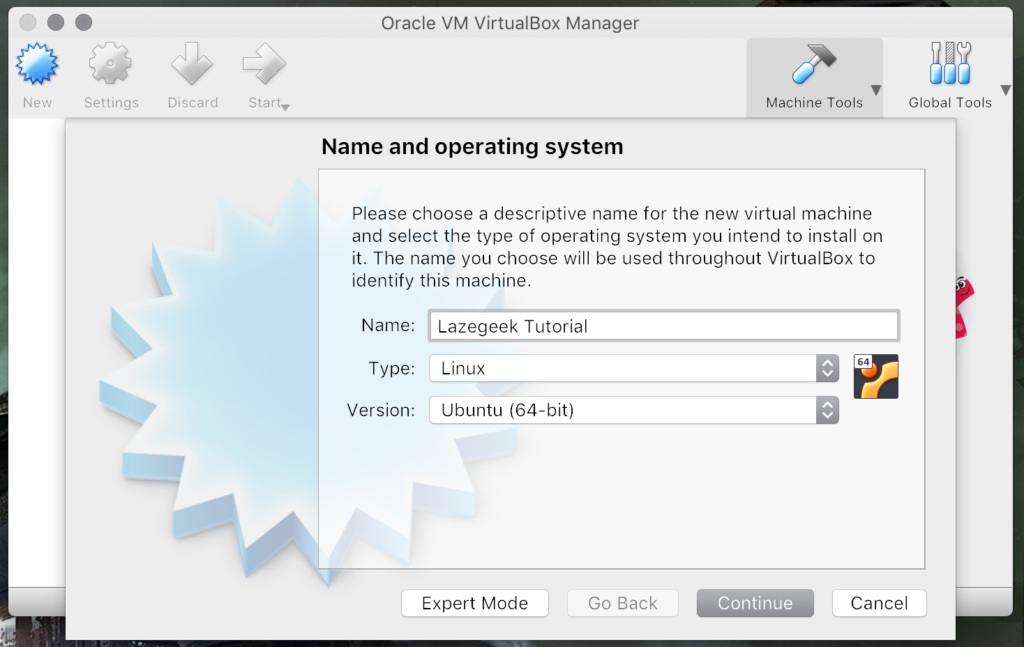 Oracle VM VirtualBox Manager
New
Settings
Discard
Start
Machine Tools
Global Tools
Name and operating system
Please choose a descriptive name for the new virtual machine
and select the type of operating system you intend to install on
it. The name you choose will be used throughout VirtualBox to
identify this machine.
Name: Lazegeek Tutorial
Type: Linux
64
Version: Ubuntu (64-bit)
Expert Mode
Go Back
Continue
Cancel